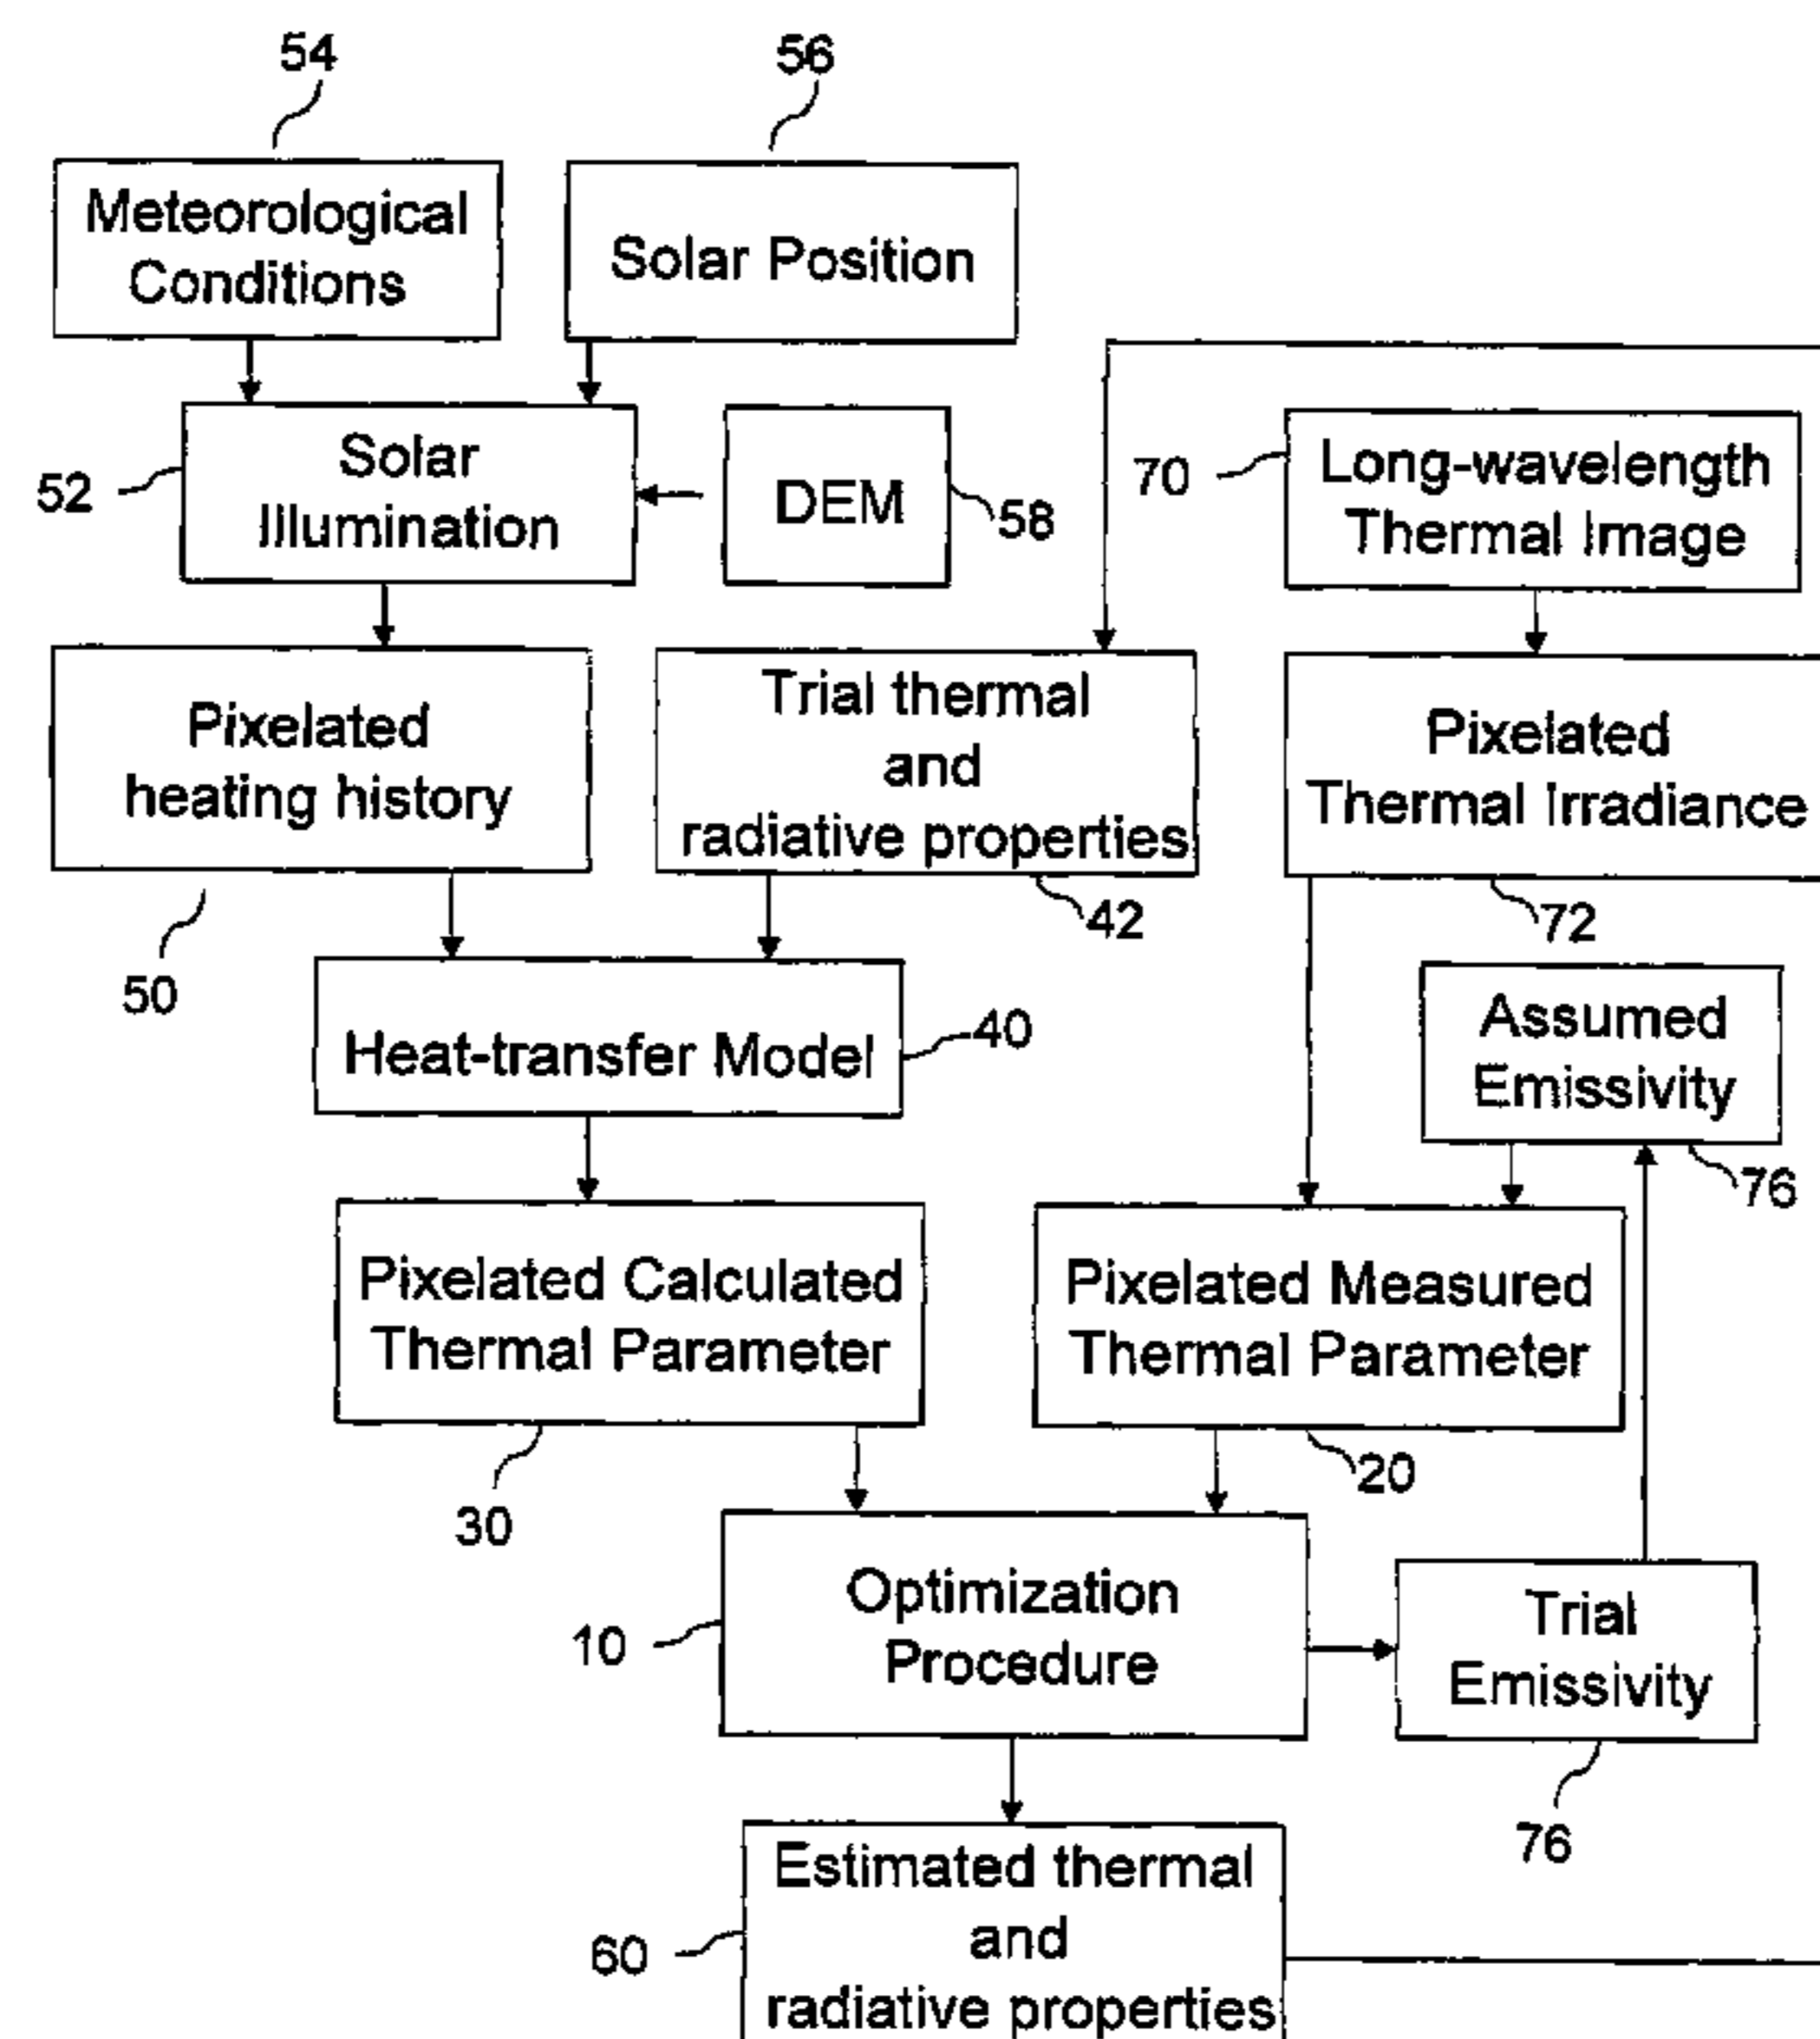 54
56
Meteorological
Conditions
Solar Position
52
Solar
Illumination
DEM
58
70
Long-wavelength
Thermal Image
Pixelated
heating history
50
Trial thermal
and
radiative properties
42
Pixelated
Thermal Irradiance
72
Heat-transfer Model
40
Assumed
Emissivity
76
Pixelated Calculated
Thermal Parameter
30
Pixelated Measured
Thermal Parameter
20
10
Optimization
Procedure
Trial
Emissivity
76
60
Estimated thermal
and
radiative properties